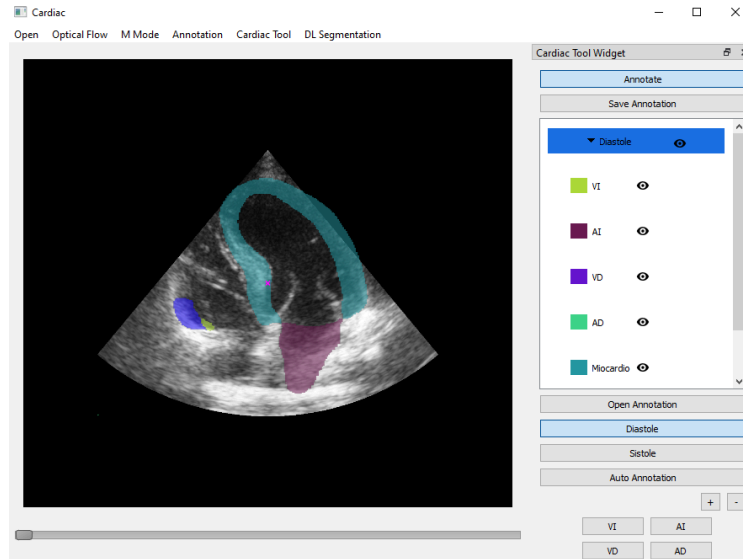 Cardiac
Open Optical Flow M Mode Annotation Cardiac Tool DL Segmentation
Cardiac Tool Widget
Annotate
Save Annotation
Diastole
VI
AI
VD
AD
Miocardio
Open Annotation
Diastole
Sistole
Auto Annotation
+ -
VI AI
VD AD